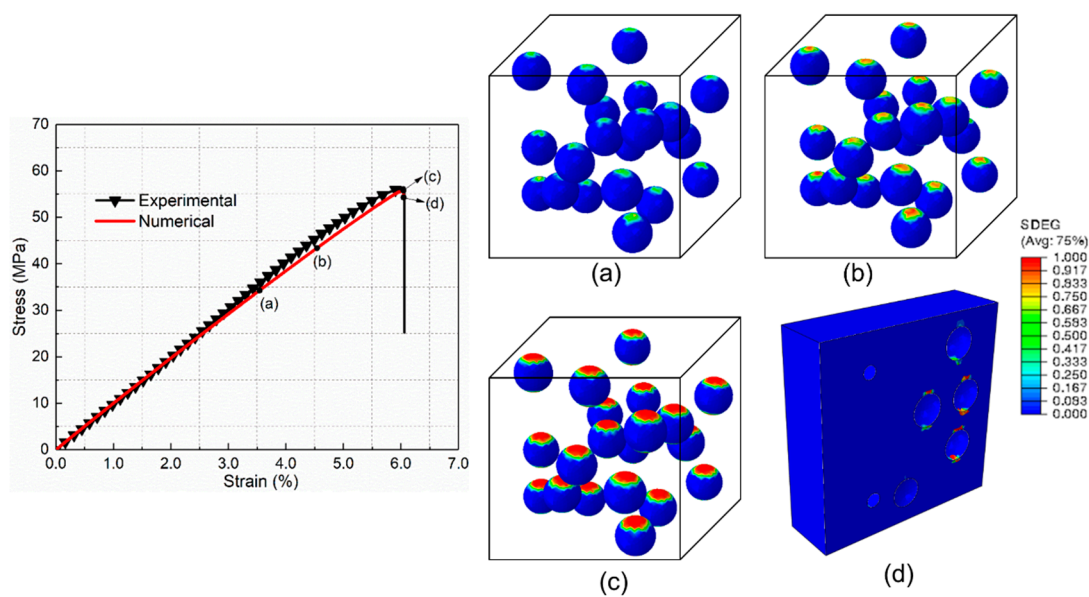 70
60
50
40
30
20
10
0
Stress (MPa)
Experimental
Numerical
(a)
(b)
(c)
(d)
0.0 1.0 2.0 3.0 4.0 5.0 6.0 7.0
Strain (%)
(a)
(b)
SDEG
(Avg: 75%)
1.000
0.917
0.833
0.750
0.667
0.583
0.500
0.417
0.333
0.250
0.167
0.083
0.000
(c)
(d)